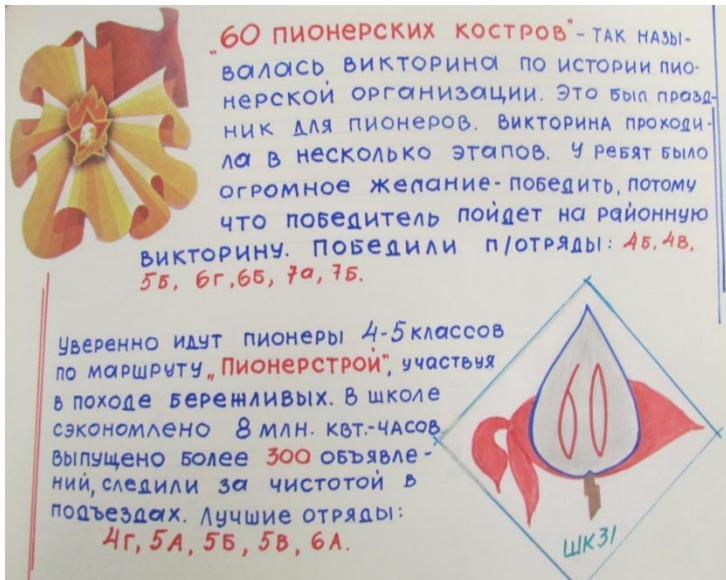 „60 ПИОНЕРСКИХ КОСТРОВ" - ТАК НАЗЫ-
ВАЛАСЬ ВИКТОРИНА ПО ИСТОРИИ ПИО-
НЕРСКОЙ ОРГАНИЗАЦИИ. ЭТО БЫЛ ПРАЗД-
НИК ДЛЯ ПИОНЕРОВ. ВИКТОРИНА ПРОХОДИ-
ЛА В НЕСКОЛЬКО ЭТАПОВ. У РЕБЯТ БЫЛО
ОГРОМНОЕ ЖЕЛАНИЕ - ПОБЕДИТЬ, ПОТОМУ
ЧТО ПОБЕДИТЕЛЬ ПОЙДЕТ НА РАЙОННУЮ
ВИКТОРИНУ. ПОБЕДИЛИ П/ОТРЯДЫ: 4Б, 4В,
5Б, 6Г, 6Б, 7а, 7Б.
УВЕРЕННО ИДУТ ПИОНЕРЫ 4-5 КЛАССОВ
ПО МАРШРУТУ „ПИОНЕРСТРОЙ", УЧАСТВУЯ
В ПОХОДЕ БЕРЕЖЛИВЫХ. В ШКОЛЕ
СЭКОНОМЛЕНО 8 МЛН. КВТ.-ЧАСОВ
ВЫПУЩЕНО БОЛЕЕ 300 ОБЪЯВЛЕ-
НИЙ, СЛЕДИЛИ ЗА ЧИСТОТОЙ В
ПОДЪЕЗДАХ. ЛУЧШИЕ ОТРЯДЫ:
4Г, 5А, 5Б, 5В, 6А.
60
ШК31